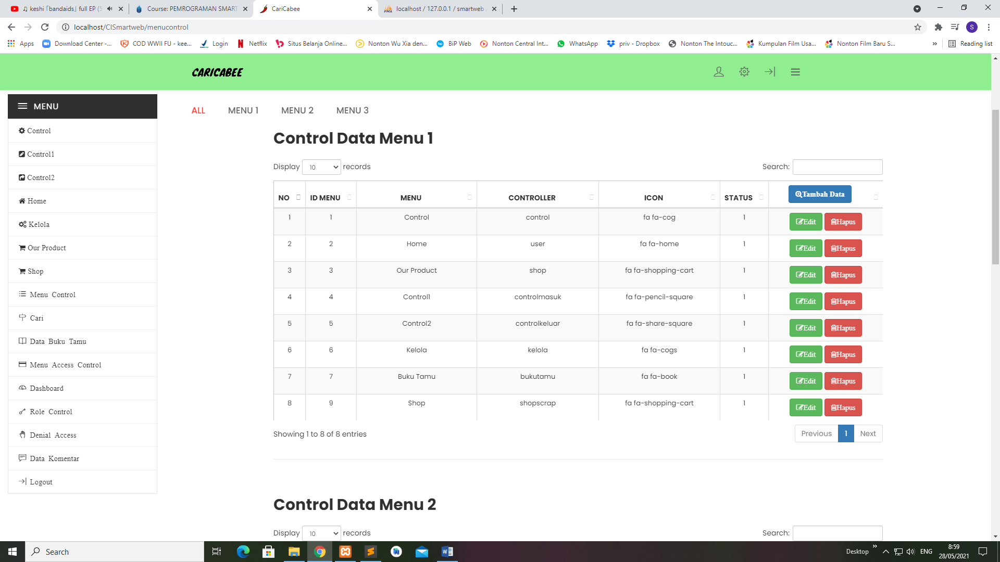 ♫ keshi ｢bandaids｣ full EP (5
Course: PEMROGRAMAN SMART
CariCabee
localhost / 127.0.0.1 / smartweb
localhost/CISmartweb/menucontrol
S
Apps
Download Center -...
COD WWII FU - kee...
Login
Netflix
Situs Belanja Online...
Nonton Wu Xia den...
BiP Web
Nonton Central Int...
WhatsApp
priv - Dropbox
Nonton The Intouc...
Kumpulan Film Usa...
Nonton Film Baru S...
»
Reading list
CARICABEE
MENU
Control
Control1
Control2
Home
Kelola
Our Product
Shop
Menu Control
Cari
Data Buku Tamu
Menu Access Control
Dashboard
Role Control
Denial Access
Data Komentar
Logout
ALL MENU 1 MENU 2 MENU 3
Control Data Menu 1
Display 10 records
Search:
NO ID MENU MENU CONTROLLER ICON STATUS Tambah Data
1 1 Control control fa fa-cog 1 Edit Hapus
2 2 Home user fa fa-home 1 Edit Hapus
3 3 Our Product shop fa fa-shopping-cart 1 Edit Hapus
4 4 Control1 controlmasuk fa fa-pencil-square 1 Edit Hapus
5 5 Control2 controlkeluar fa fa-share-square 1 Edit Hapus
6 6 Kelola kelola fa fa-cogs 1 Edit Hapus
7 7 Buku Tamu bukutamu fa fa-book 1 Edit Hapus
8 9 Shop shopscrap fa fa-shopping-cart 1 Edit Hapus
Showing 1 to 8 of 8 entries
Previous 1 Next
Control Data Menu 2
Display 10 records
Search:
Search
Desktop
»
ENG
8:59
28/05/2021